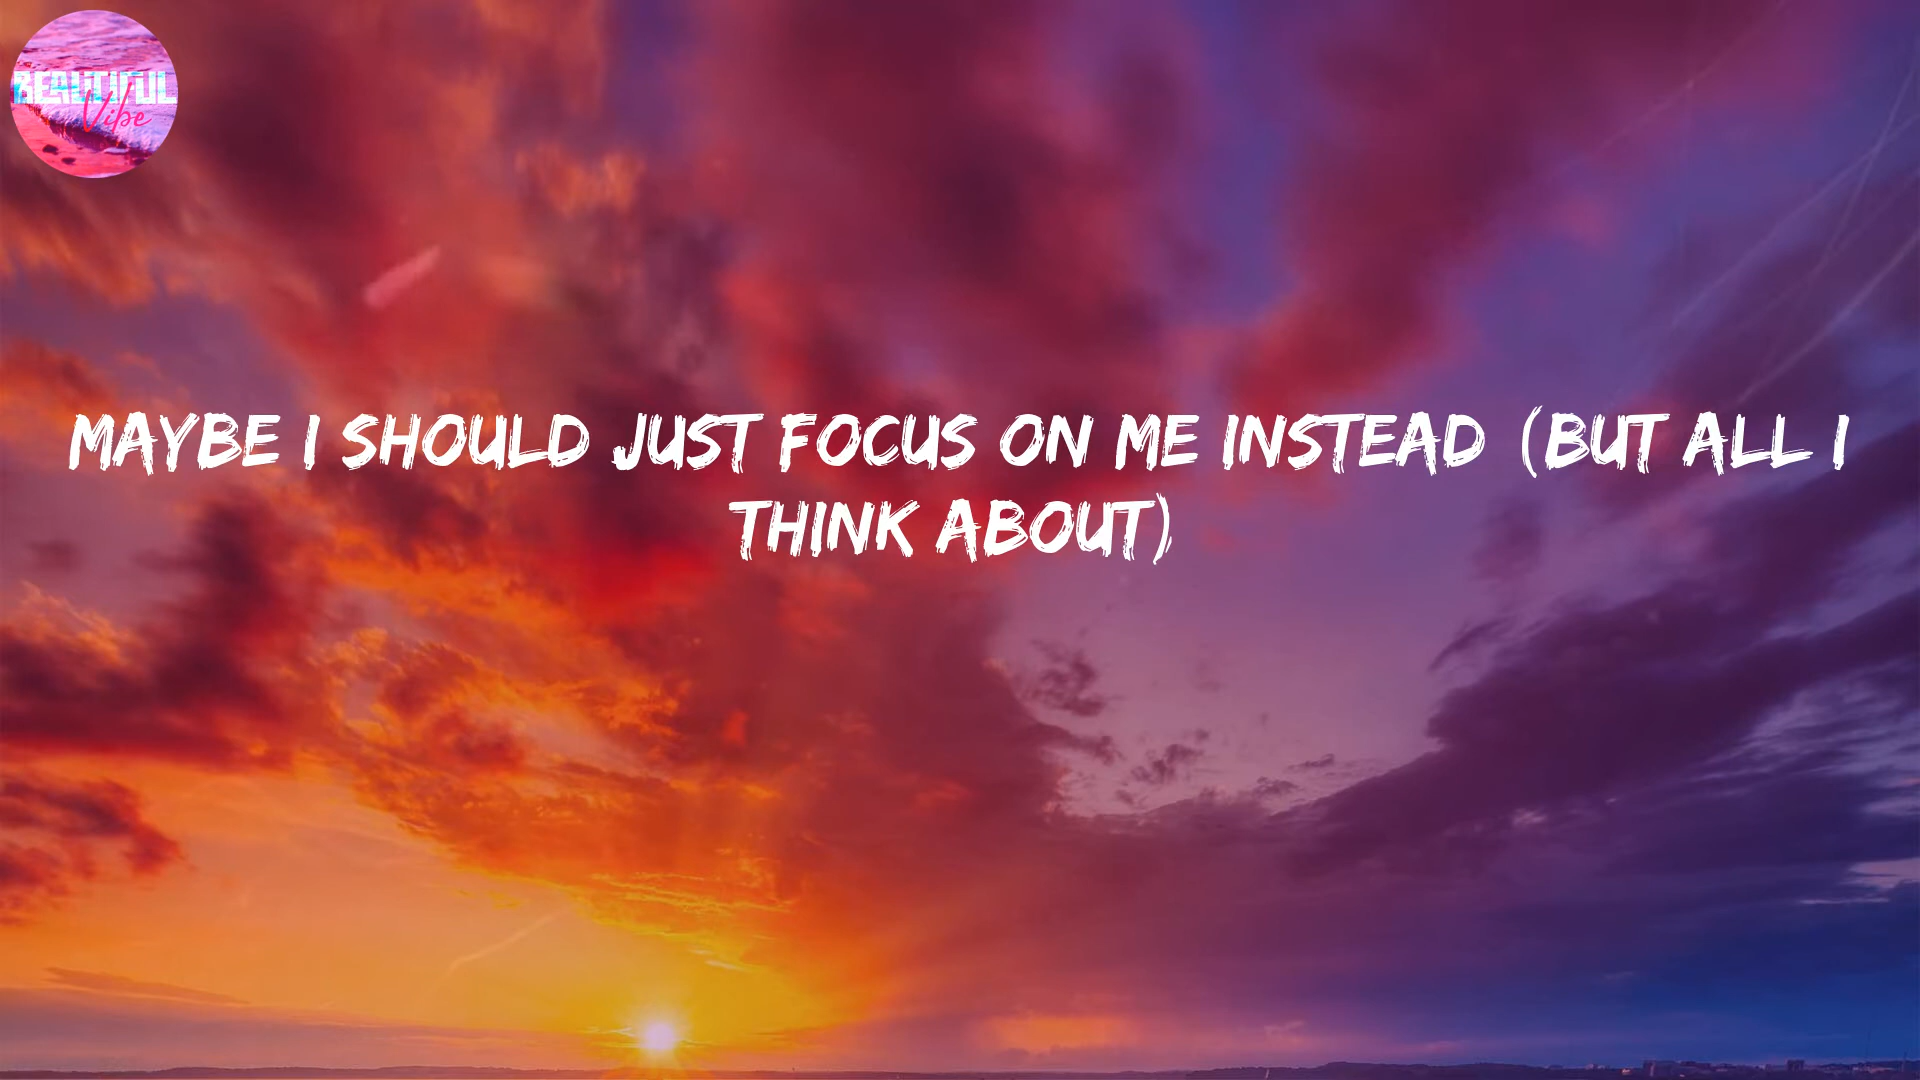 BEAUTIFUL
Vibe
MAYBE I SHOULD JUST FOCUS ON ME INSTEAD (BUT ALL I
THINK ABOUT)